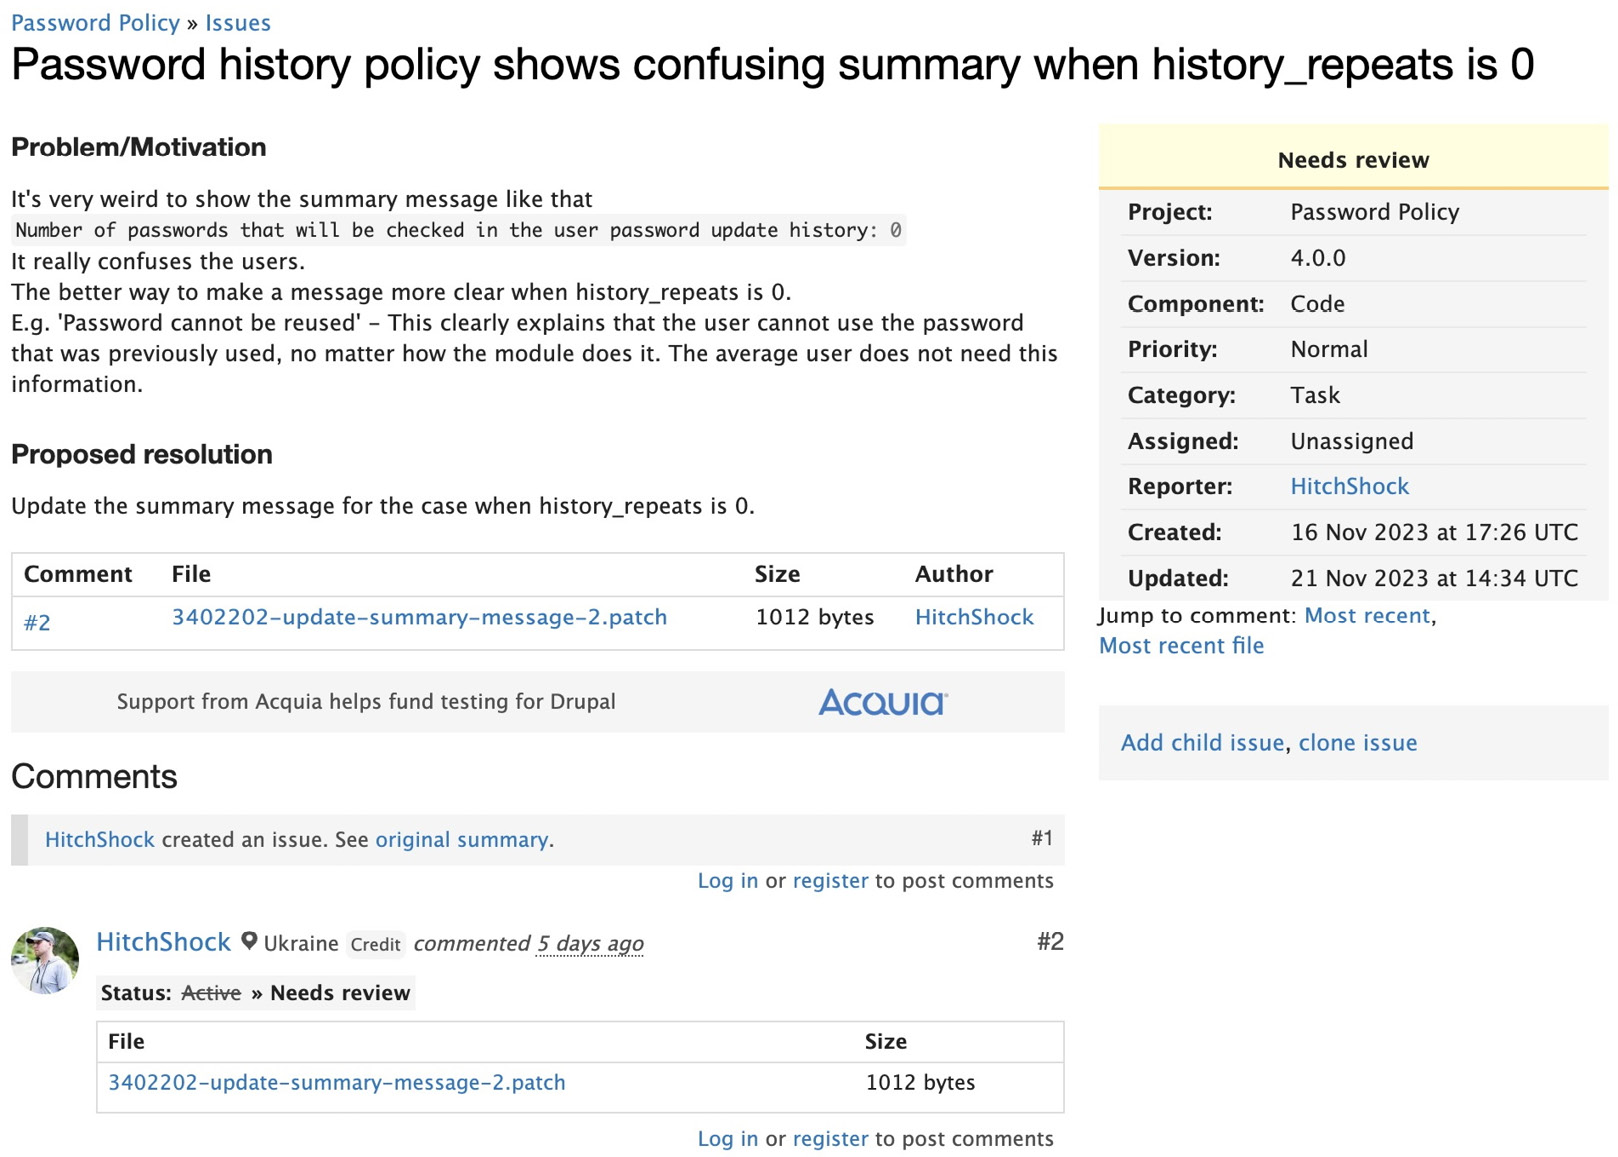 Password Policy » Issues
Password history policy shows confusing summary when history_repeats is 0
Problem/Motivation
It's very weird to show the summary message like that
Number of passwords that will be checked in the user password update history: 0
It really confuses the users.
The better way to make a message more clear when history_repeats is 0.
E.g. 'Password cannot be reused' – This clearly explains that the user cannot use the password
that was previously used, no matter how the module does it. The average user does not need this
information.
Proposed resolution
Update the summary message for the case when history_repeats is 0.
Comment File Size Author
#2 3402202-update-summary-message-2.patch 1012 bytes HitchShock
Support from Acquia helps fund testing for Drupal ACQUIA
Comments
HitchShock created an issue. See original summary. #1
Log in or register to post comments
HitchShock Ukraine Credit commented 5 days ago #2
Status: Active » Needs review
File Size
3402202-update-summary-message-2.patch 1012 bytes
Log in or register to post comments
Needs review
Project: Password Policy
Version: 4.0.0
Component: Code
Priority: Normal
Category: Task
Assigned: Unassigned
Reporter: HitchShock
Created: 16 Nov 2023 at 17:26 UTC
Updated: 21 Nov 2023 at 14:34 UTC
Jump to comment: Most recent,
Most recent file
Add child issue, clone issue